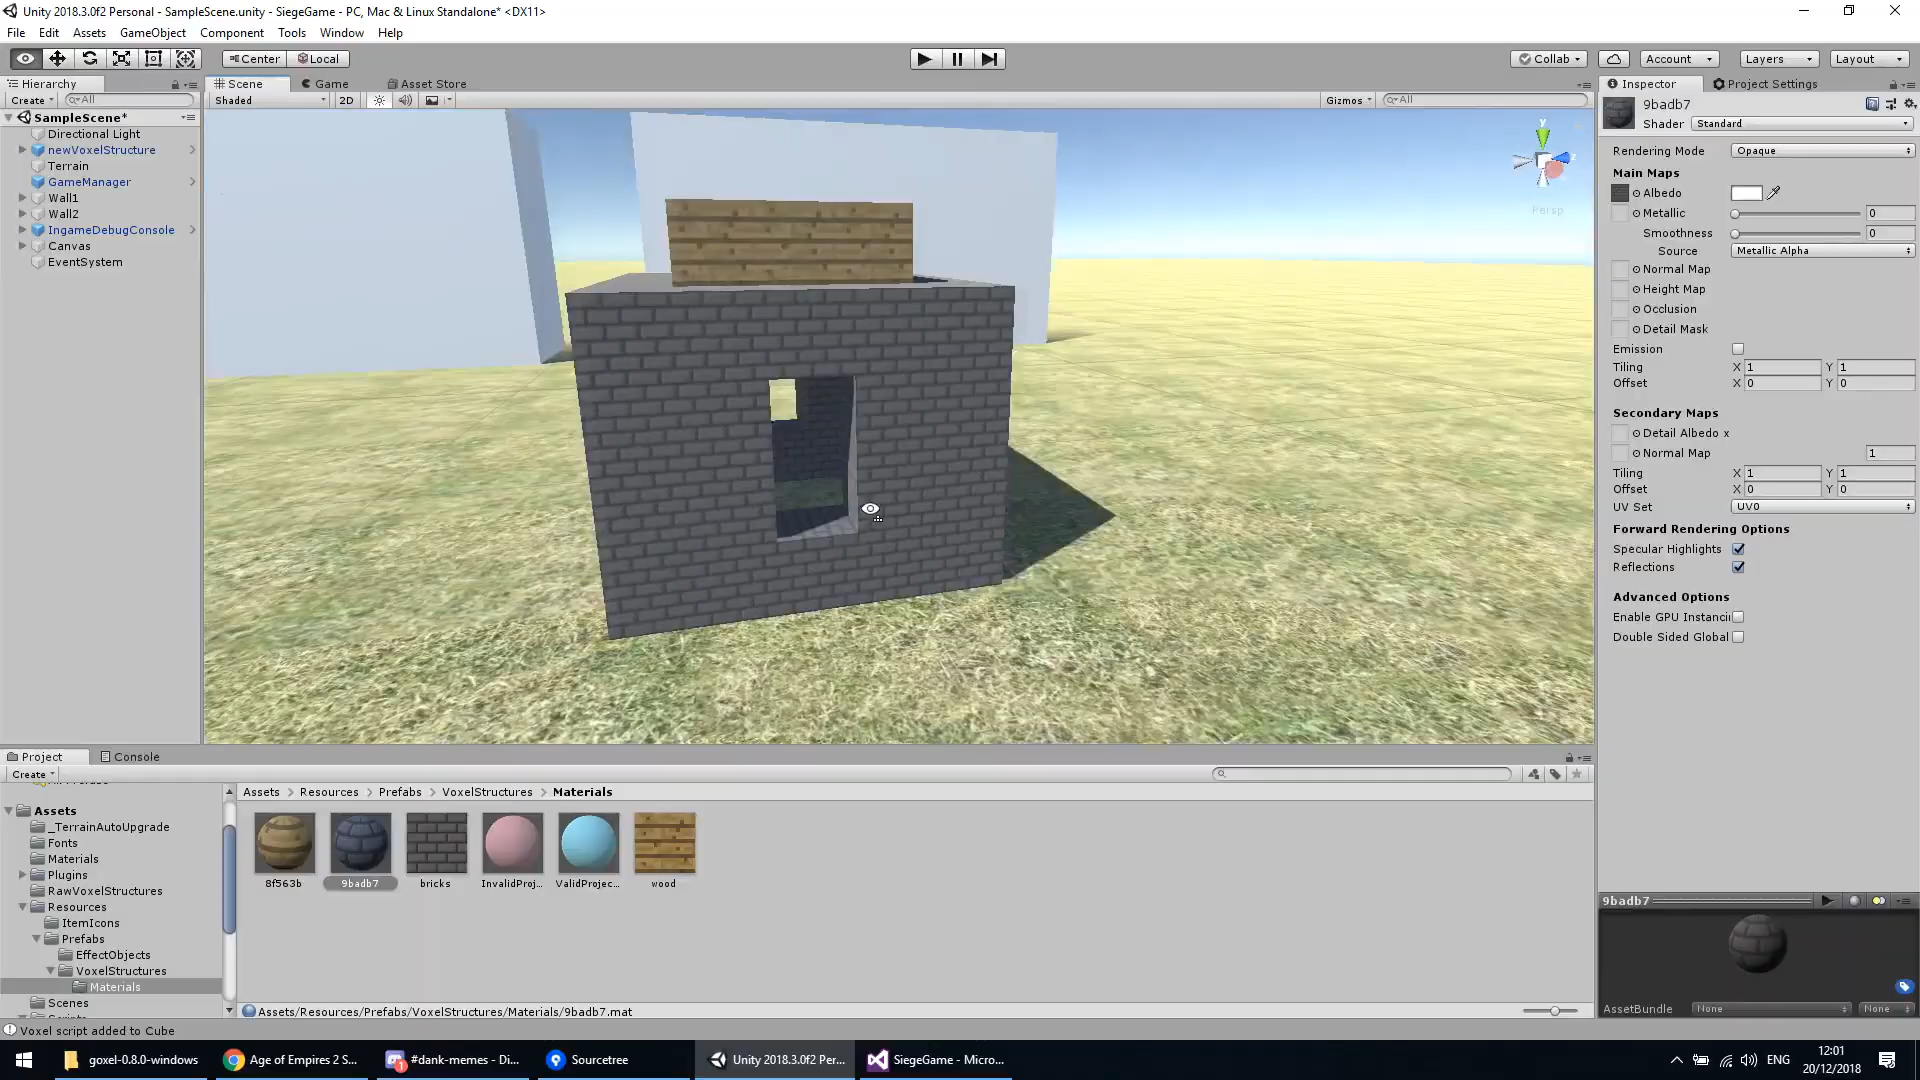 Unity 2018.3.0f2 Personal - SampleScene.unity - SiegeGame - PC, Mac & Linux Standalone* <DX11>
File Edit Assets GameObject Component Tools Window Help
Center Local Collab Account Layers Layout
Hierarchy Scene Game Asset Store Inspector Project Settings
Create All Shaded 2D Gizmos All
9badb7
Shader Standard
SampleScene*
Directional Light
newVoxelStructure
Terrain
GameManager
Wall1
Wall2
IngameDebugConsole
Canvas
EventSystem
y
z
Persp
Rendering Mode Opaque
Main Maps
Albedo
Metallic 0
Smoothness 0
Source Metallic Alpha
Normal Map
Height Map
Occlusion
Detail Mask
Emission
Tiling X 1 Y 1
Offset X 0 Y 0
Secondary Maps
Detail Albedo x
Normal Map 1
Tiling X 1 Y 1
Offset X 0 Y 0
UV Set UV0
Forward Rendering Options
Specular Highlights
Reflections
Advanced Options
Enable GPU Instanci
Double Sided Global
Project Console
Create
Assets
_TerrainAutoUpgrade
Fonts
Materials
Plugins
RawVoxelStructures
Resources
ItemIcons
Prefabs
EffectObjects
VoxelStructures
Materials
Scenes
Assets > Resources > Prefabs > VoxelStructures > Materials
8f563b 9badb7 bricks InvalidProj... ValidProjec... wood
Assets/Resources/Prefabs/VoxelStructures/Materials/9badb7.mat
9badb7
AssetBundle None None
Voxel script added to Cube
goxel-0.8.0-windows Age of Empires 2 S... #dank-memes - Di... 1 Sourcetree Unity 2018.3.0f2 Per... SiegeGame - Micro... ENG 12:01
20/12/2018